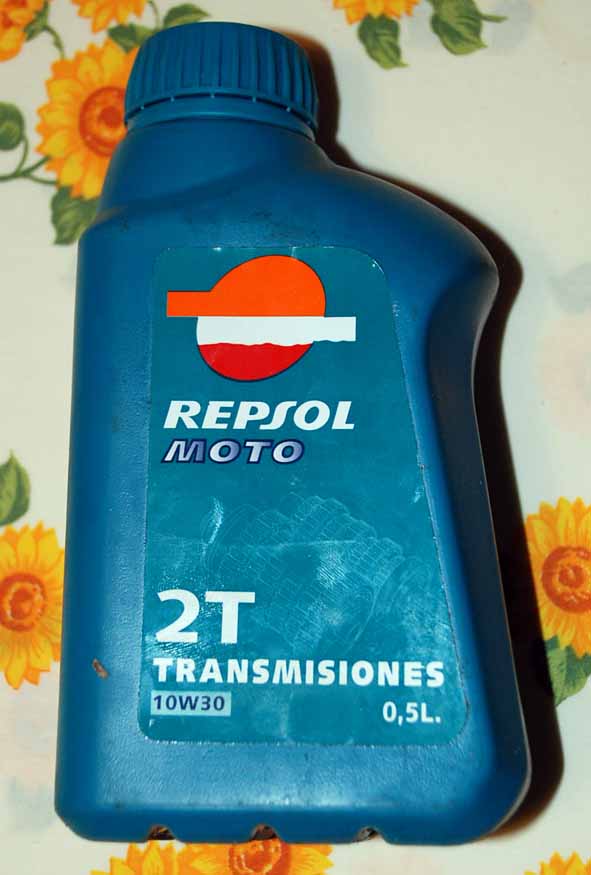 REPSOL
MOTO
2T
TRANSMISIONES
10W30
0,5L.